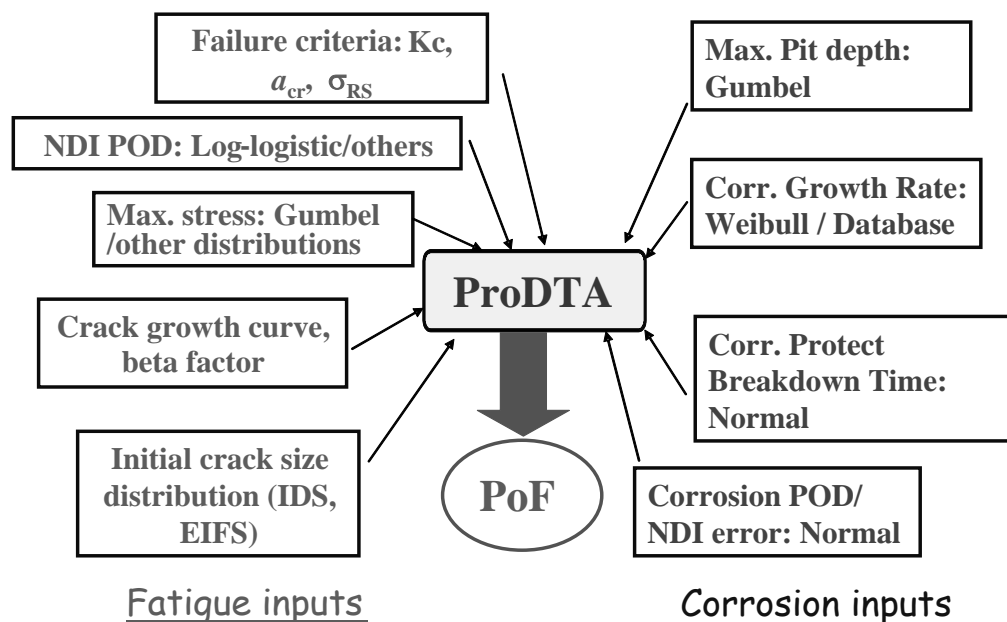 Failure criteria: Kc,
acr, σRS
NDI POD: Log-logistic/others
Max. stress: Gumbel
/other distributions
Crack growth curve,
beta factor
Initial crack size
distribution (IDS,
EIFS)
Fatigue inputs
ProDTA
PoF
Max. Pit depth:
Gumbel
Corr. Growth Rate:
Weibull / Database
Corr. Protect
Breakdown Time:
Normal
Corrosion POD/
NDI error: Normal
Corrosion inputs